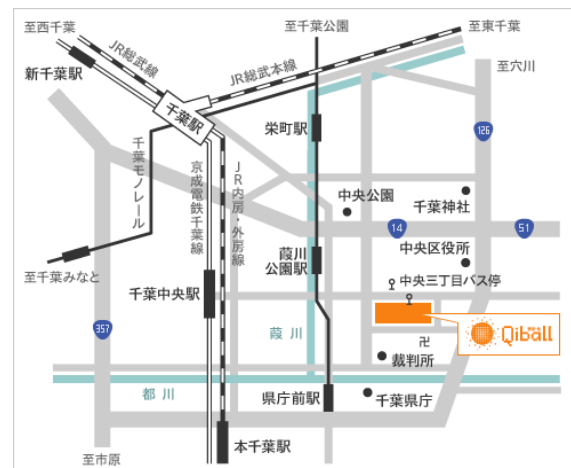 至西千葉
至千葉公園
至東千葉
JR総武線
新千葉駅
JR総武本線
至穴川
千葉駅
栄町駅
126
千葉モノレール
京成電鉄千葉線
JR内房・外房線
中央公園
千葉神社
14
51
葭川
公園駅
中央区役所
至千葉みなと
千葉中央駅
中央三丁目バス停
357
葭川
卍
Qiball
裁判所
都川
県庁前駅
千葉県庁
本千葉駅
至市原